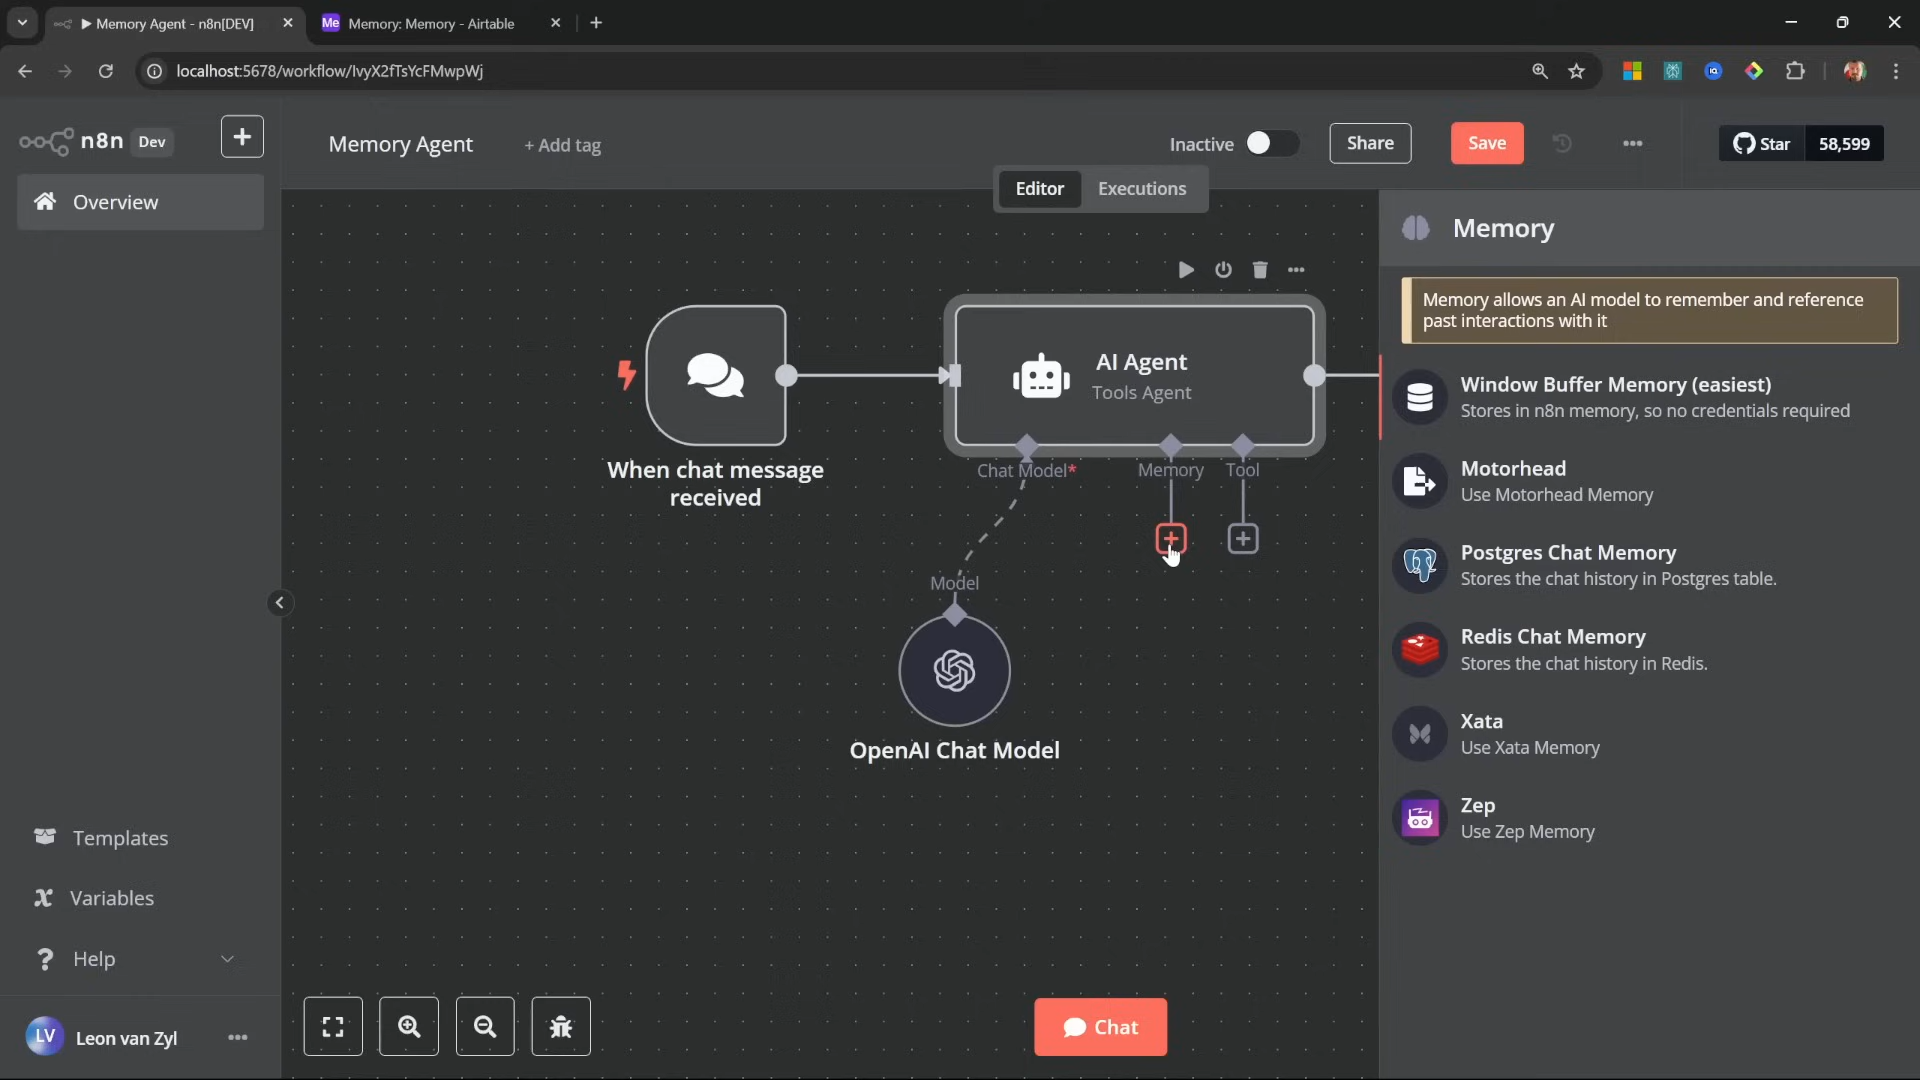 Memory Agent - n8n[DEV]
Me
Memory: Memory - Airtable
localhost:5678/workflow/IvyX2fTsYcFMwpWj
n8n
Dev
Memory Agent
+ Add tag
Inactive
Share
Save
Star
58,599
Overview
Editor
Executions
Memory
Memory allows an AI model to remember and reference
past interactions with it
Window Buffer Memory (easiest)
Stores in n8n memory, so no credentials required
Motorhead
Use Motorhead Memory
Postgres Chat Memory
Stores the chat history in Postgres table.
Redis Chat Memory
Stores the chat history in Redis.
Xata
Use Xata Memory
Zep
Use Zep Memory
AI Agent
Tools Agent
Chat Model*
Memory
Tool
When chat message
received
Model
OpenAI Chat Model
Templates
Variables
Help
LV
Leon van Zyl
Chat